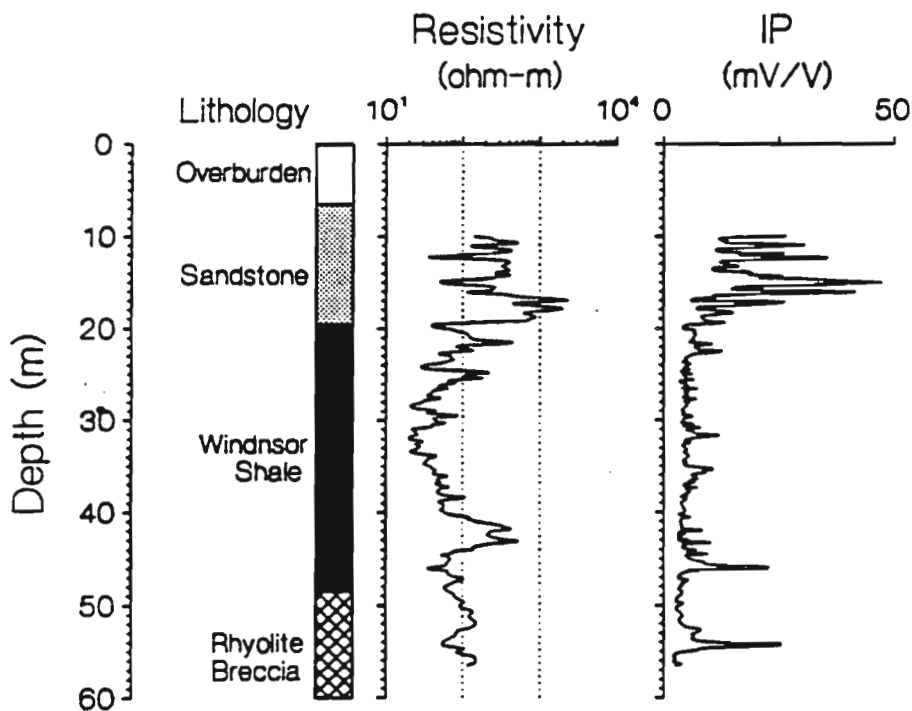 Resistivity IP
(ohm-m) (mV/V)
Lithology 10¹ 10⁴ 0 50
0
Overburden
10
Sandstone
20
30
Windnsor
Shale
40
50
Rhyolite
Breccia
60
Depth (m)